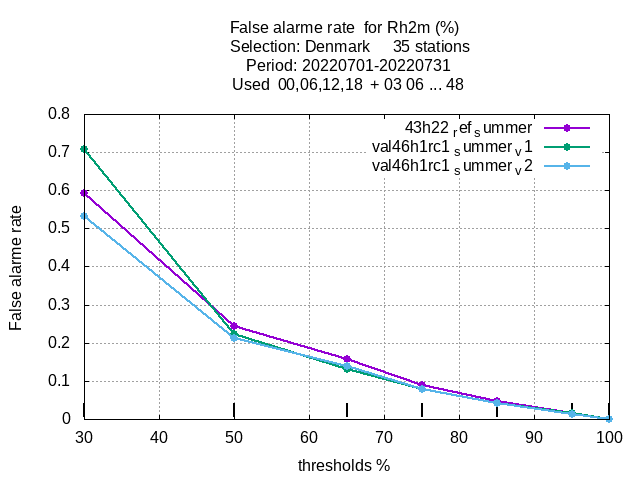 False alarme rate  for Rh2m (%)
Selection: Denmark     35 stations
Period: 20220701-20220731
Used  00,06,12,18  + 03 06 ... 48
43h22 ref summer
val46h1rc1 summer v1
val46h1rc1 summer v2
0.8
0.7
0.6
0.5
0.4
0.3
0.2
0.1
0
False alarme rate
30 40 50 60 70 80 90 100
thresholds %